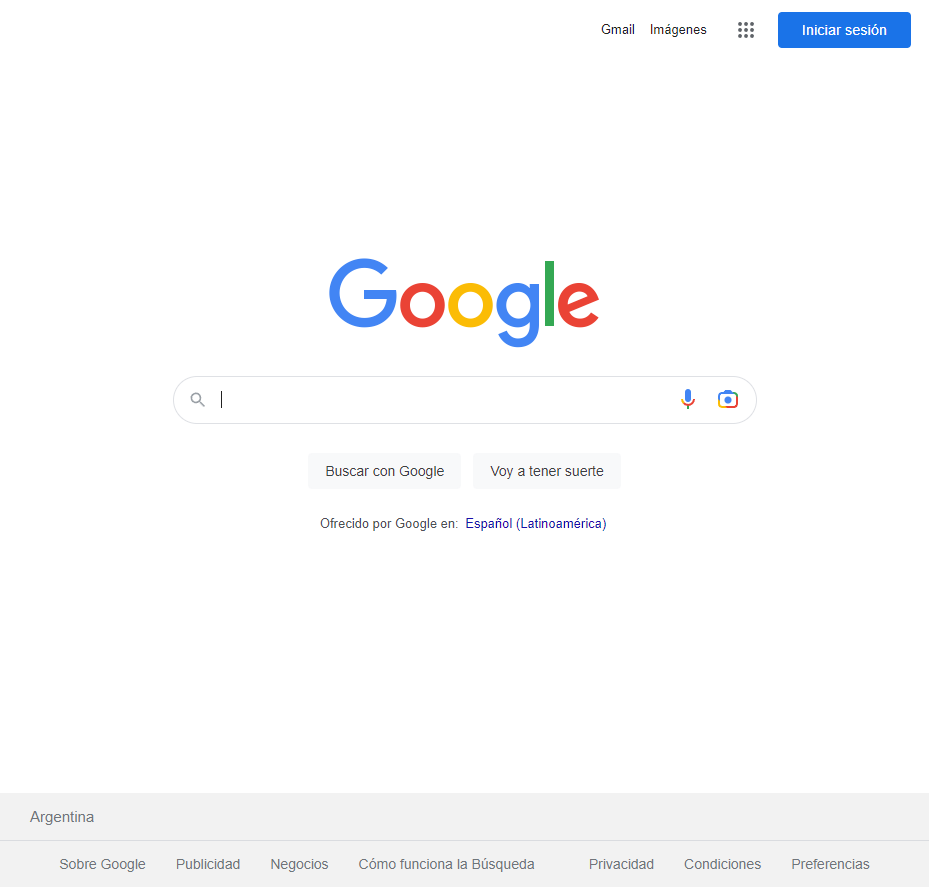 Gmail Imágenes Iniciar sesión
Google
Buscar con Google Voy a tener suerte
Ofrecido por Google en: Español (Latinoamérica)
Argentina
Sobre Google Publicidad Negocios Cómo funciona la Búsqueda Privacidad Condiciones Preferencias